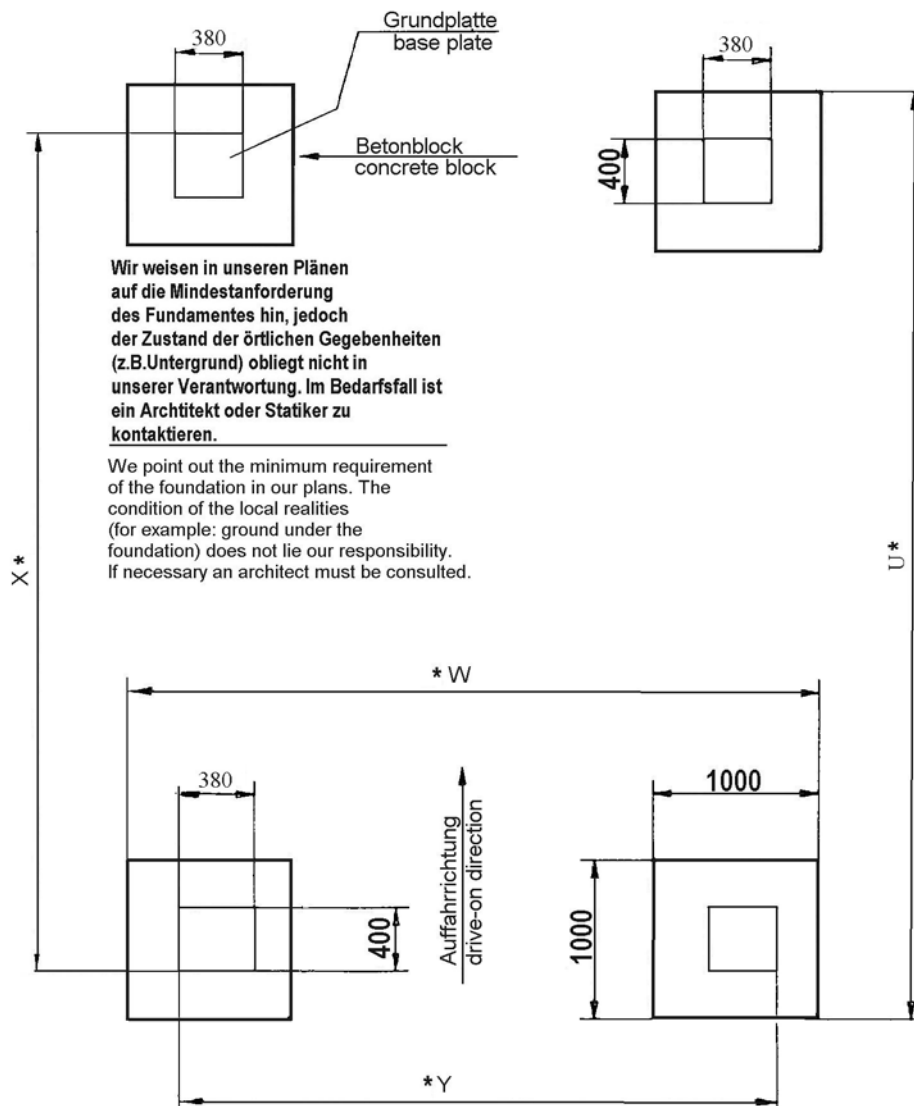 Grundplatte
base plate
380
380
Betonblock
concrete block
400
Wir weisen in unseren Plänen
auf die Mindestanforderung
des Fundamentes hin, jedoch
der Zustand der örtlichen Gegebenheiten
(z.B.Untergrund) obliegt nicht in
unserer Verantwortung. Im Bedarfsfall ist
ein Archtitekt oder Statiker zu
kontaktieren.
We point out the minimum requirement
of the foundation in our plans. The
condition of the local realities
(for example: ground under the
foundation) does not lie our responsibility.
If necessary an architect must be consulted.
X *
U *
* W
380
1000
Auffahrrichtung
drive-on direction
400
1000
* Y